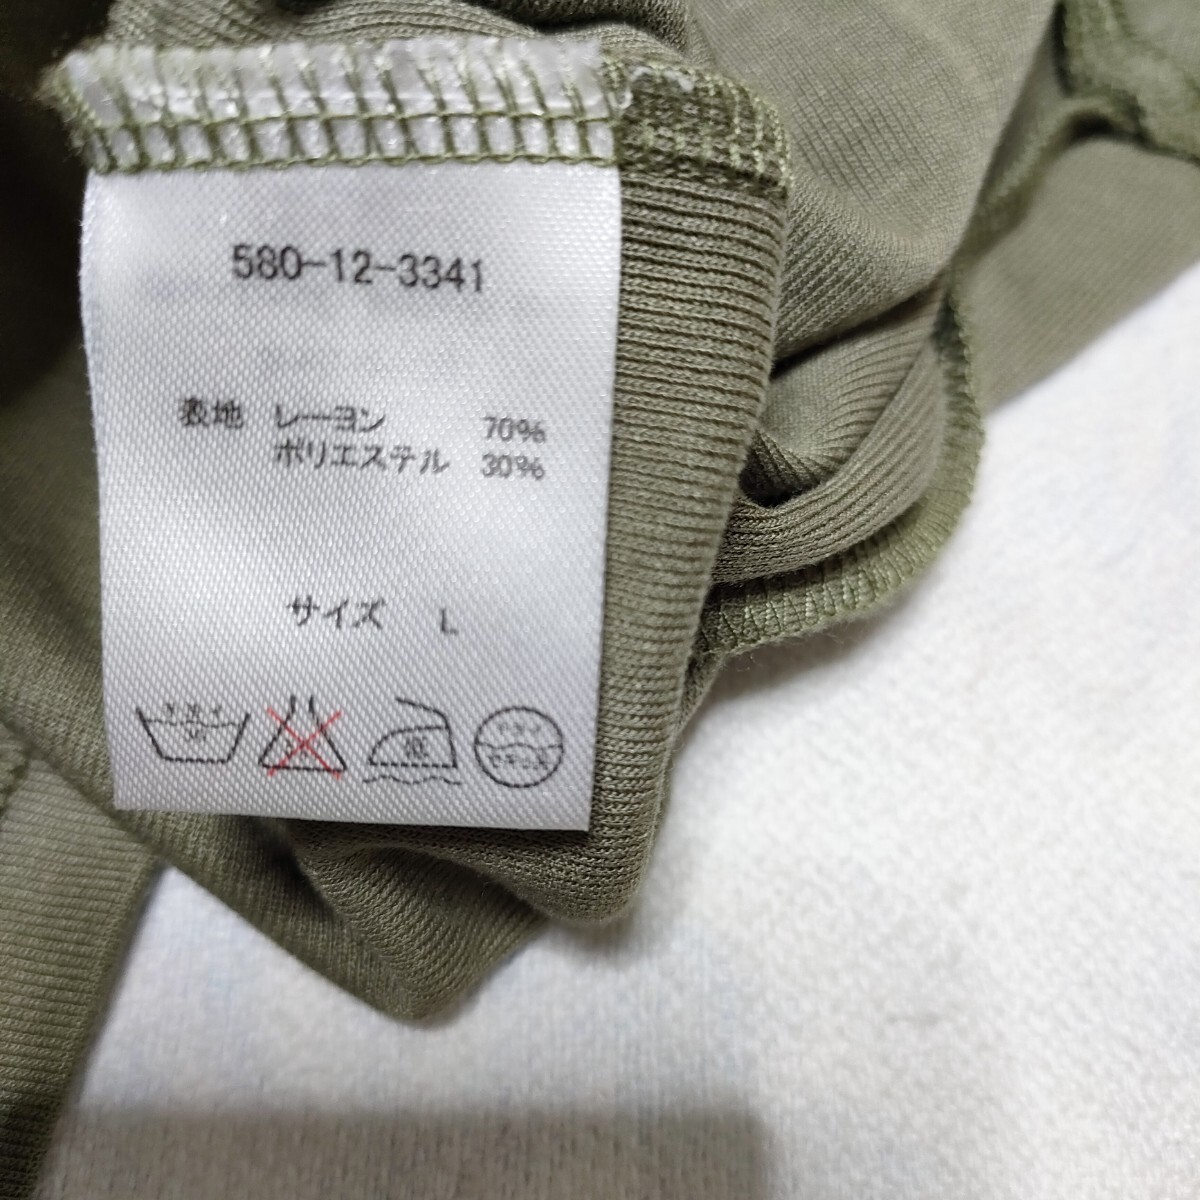 580-12-3341
表地 レーヨン 70%
ポリエステル 30%
サイズ L